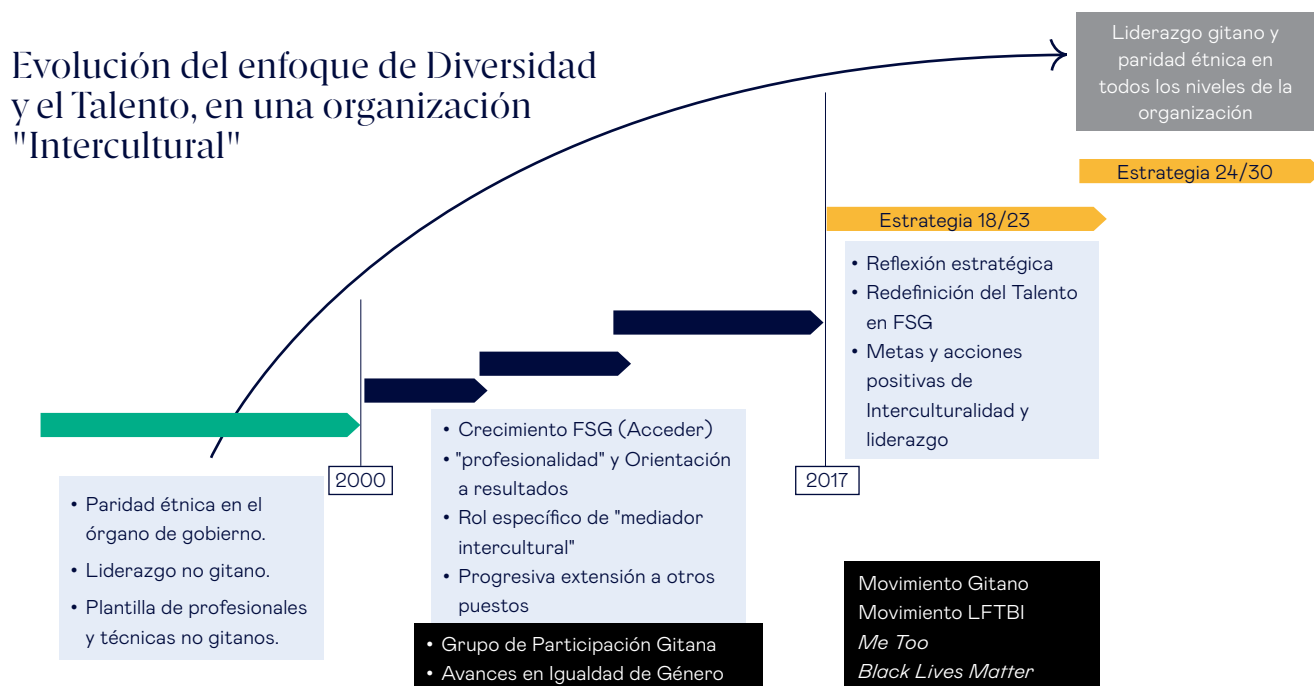 Evolución del enfoque de Diversidad
y el Talento, en una organización
"Intercultural"
Liderazgo gitano y
paridad étnica en
todos los niveles de la
organización
Estrategia 24/30
Estrategia 18/23
• Reflexión estratégica
• Redefinición del Talento
en FSG
• Metas y acciones
positivas de
Interculturalidad y
liderazgo
2000
2017
• Paridad étnica en el
órgano de gobierno.
• Liderazgo no gitano.
• Plantilla de profesionales
y técnicas no gitanos.
• Crecimiento FSG (Acceder)
• "profesionalidad" y Orientación
a resultados
• Rol específico de "mediador
intercultural"
• Progresiva extensión a otros
puestos
• Grupo de Participación Gitana
• Avances en Igualdad de Género
Movimiento Gitano
Movimiento LFTBI
Me Too
Black Lives Matter